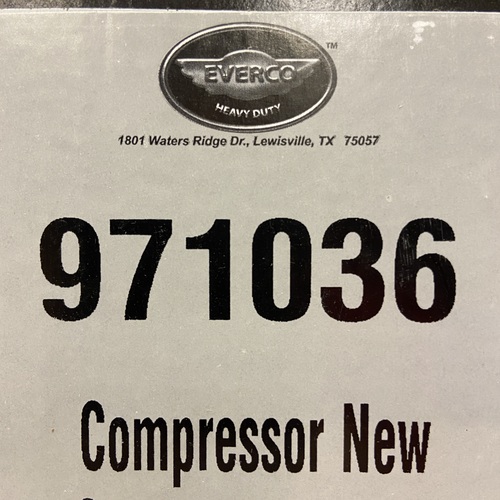 EVERCO
HEAVY DUTY
TM
1801 Waters Ridge Dr., Lewisville, TX 75057
971036
Compressor New